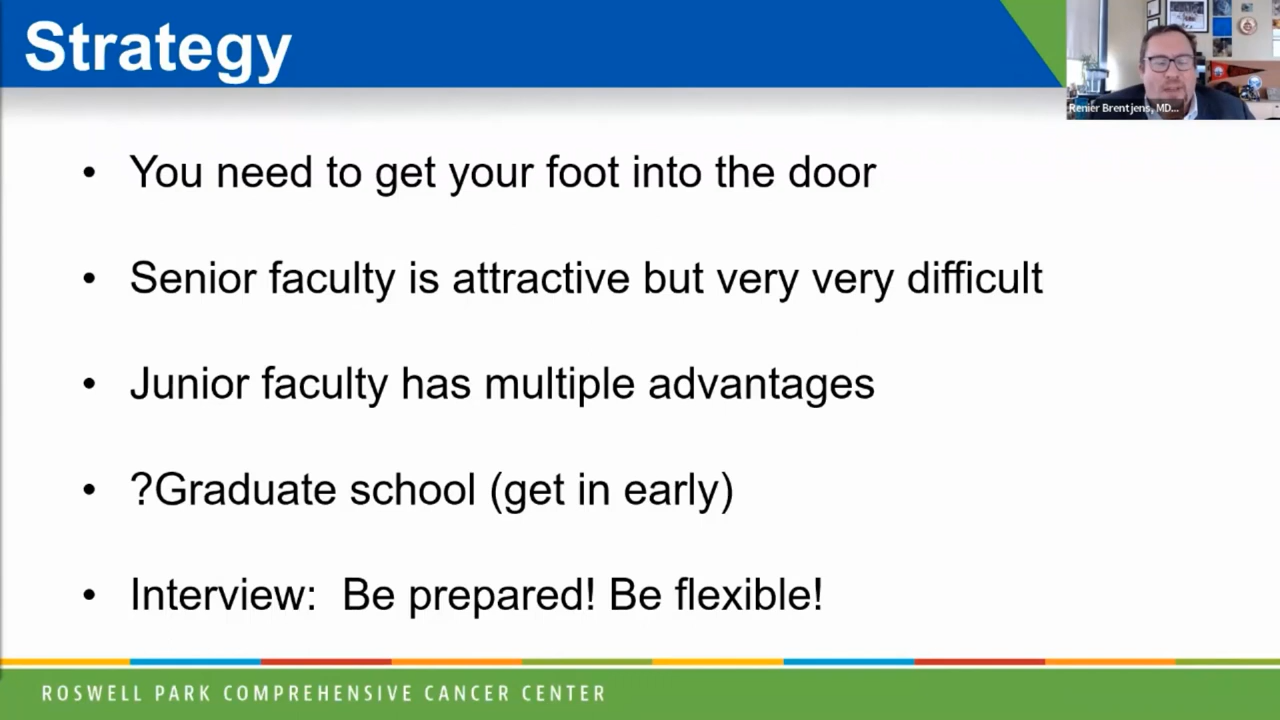 Strategy
Renier Brentjens, MD...
• You need to get your foot into the door
• Senior faculty is attractive but very very difficult
• Junior faculty has multiple advantages
• ?Graduate school (get in early)
• Interview:  Be prepared! Be flexible!
ROSWELL PARK COMPREHENSIVE CANCER CENTER